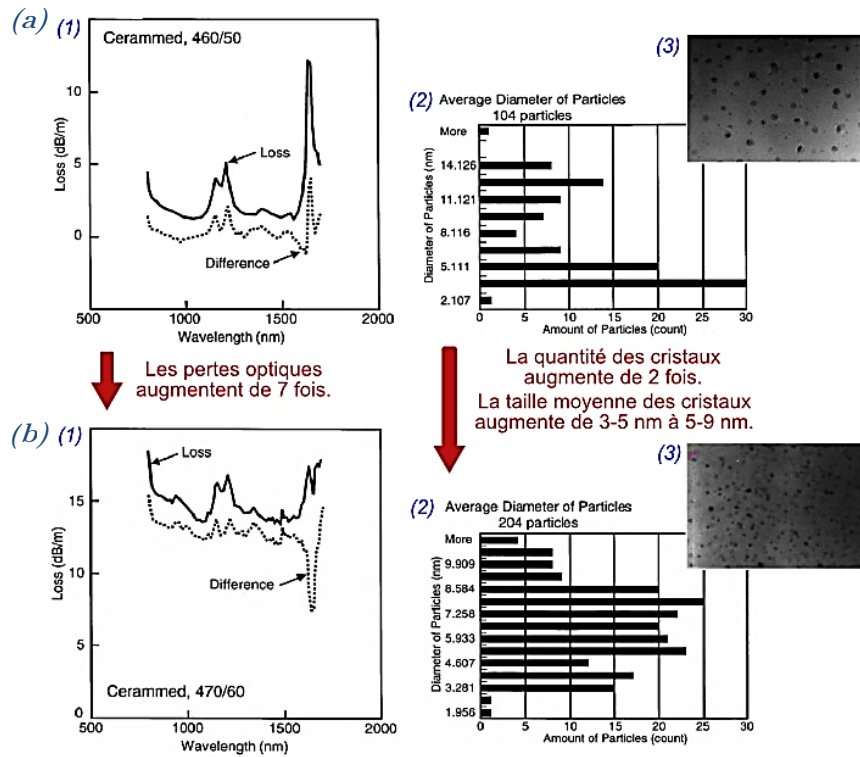 (a) (1)
Cerammed, 460/50
10
5
0
Loss (dB/m)
Loss
Difference
500
1000
1500
2000
Wavelength (nm)
(2) Average Diameter of Particles
104 particles
(3)
More
14.126
11.121
8.116
5.111
2.107
Diameter of Particles (nm)
0
5
10
15
20
25
30
Amount of Particles (count)
Les pertes optiques
augmentent de 7 fois.
La quantité des cristaux
augmente de 2 fois.
La taille moyenne des cristaux
augmente de 3-5 nm à 5-9 nm.
(b) (1)
Loss
15
10
5
0
Loss (dB/m)
Difference
Cerammed, 470/60
500
1000
1500
2000
Wavelength (nm)
(2) Average Diameter of Particles
204 particles
(3)
More
9.909
8.584
7.258
5.933
4.607
3.281
1.956
Diameter of Particles (nm)
0
5
10
15
20
25
30
Amount of Particles (count)